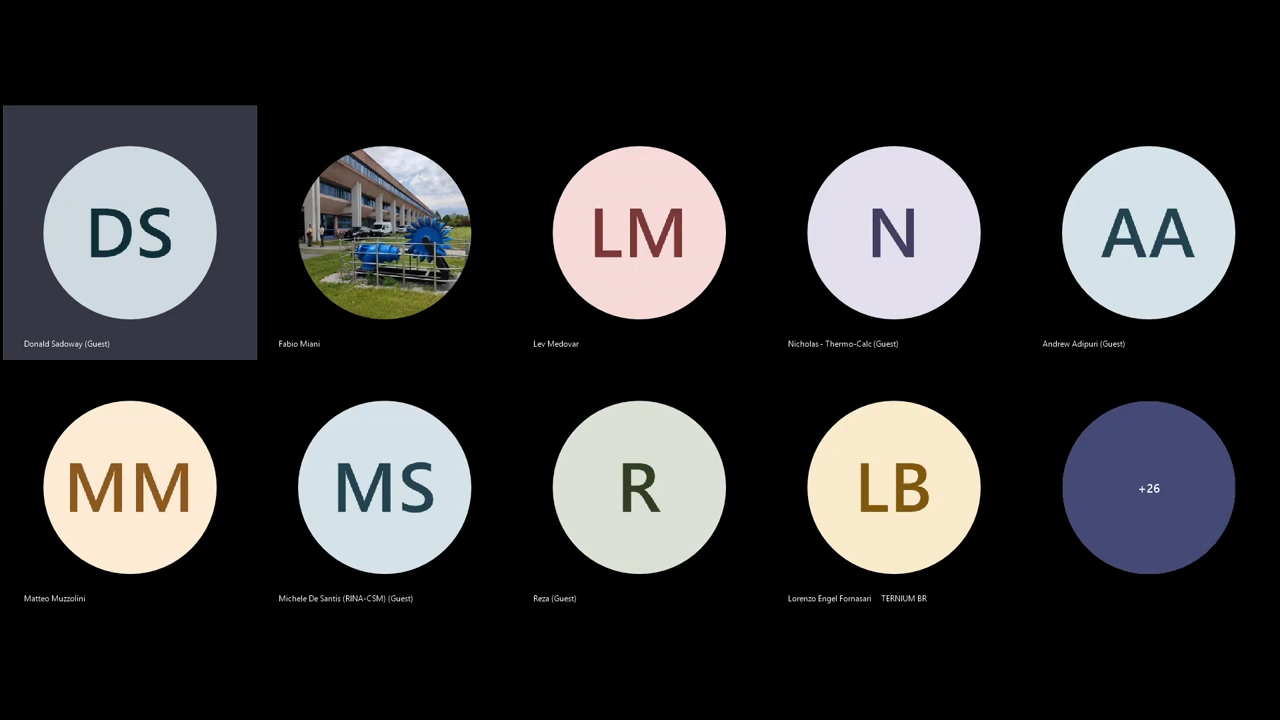 DS
LM
N
AA
Donald Sadoway (Guest)
Fabio Miani
Lev Medovar
Nicholas - Thermo-Calc (Guest)
Andrew Adipuri (Guest)
MM
MS
R
LB
+26
Matteo Muzzolini
Michele De Santis (RINA-CSM) (Guest)
Reza (Guest)
Lorenzo Engel Fornasari TERNIUM BR